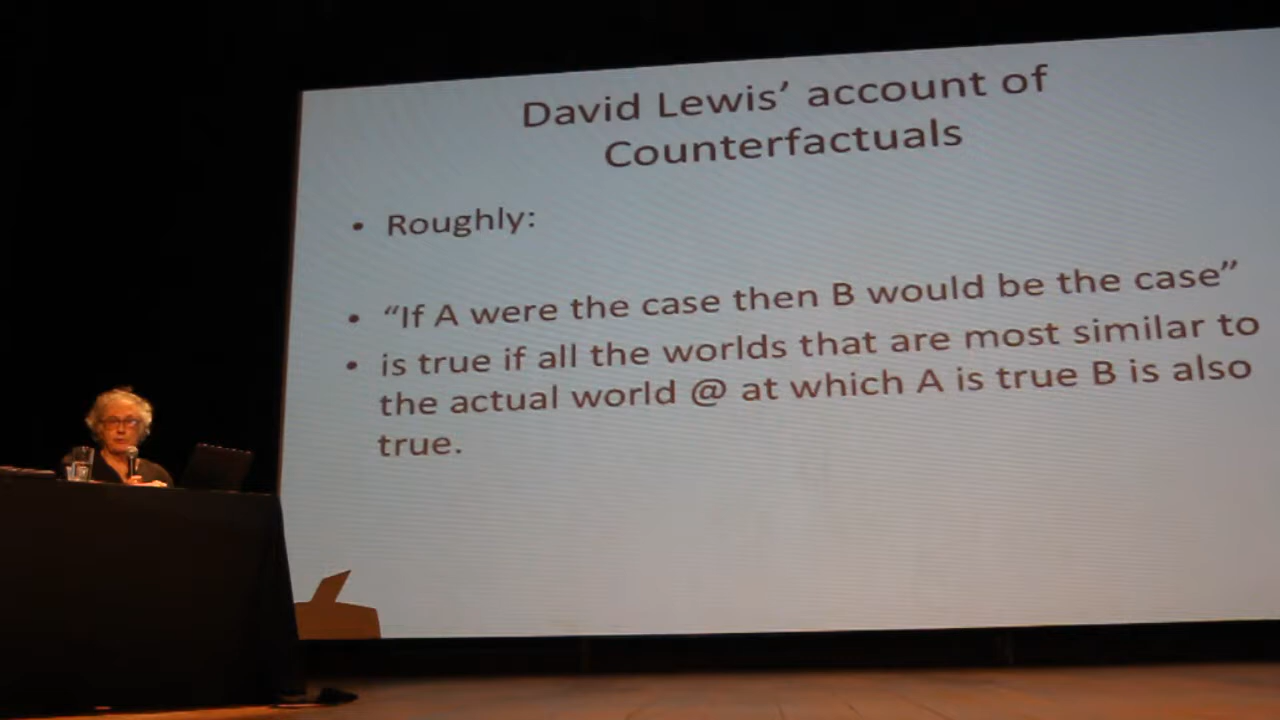 David Lewis’ account of
Counterfactuals
• Roughly:
• “If A were the case then B would be the case”
• is true if all the worlds that are most similar to
the actual world @ at which A is true B is also
true.